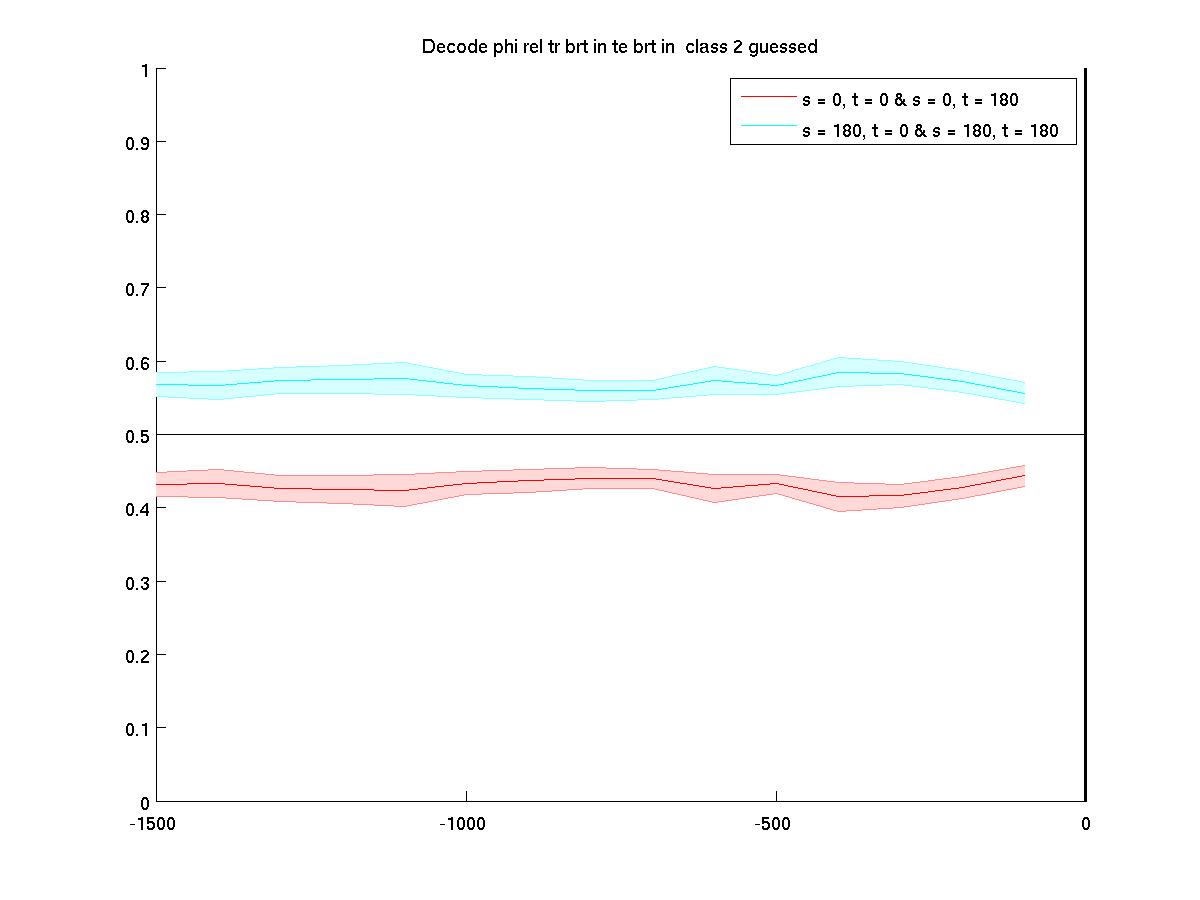 Decode phi rel tr brt in te brt in  class 2 guessed
s = 0, t = 0 & s = 0, t = 180
s = 180, t = 0 & s = 180, t = 180
1
0.9
0.8
0.7
0.6
0.5
0.4
0.3
0.2
0.1
0
-1500 -1000 -500 0